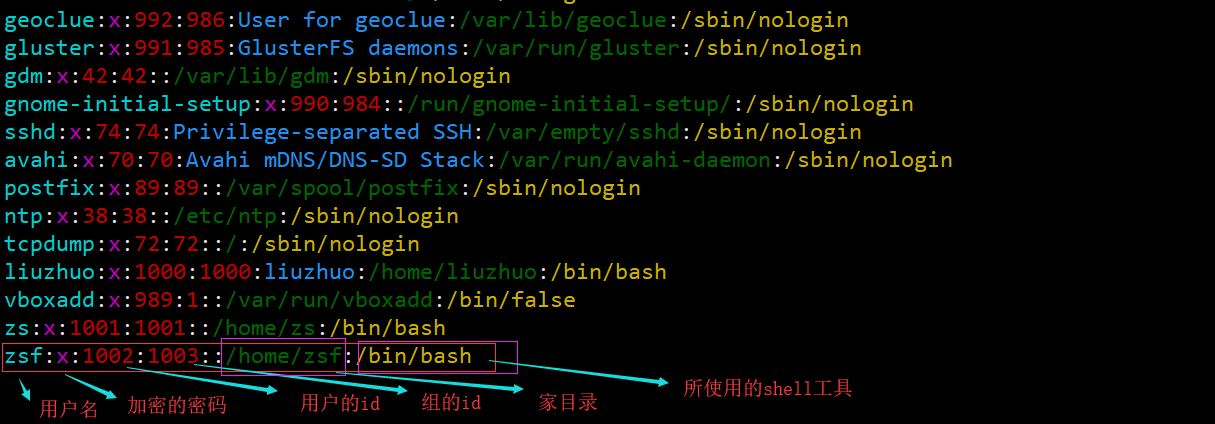 geoclue:x:992:986:User for geoclue:/var/lib/geoclue:/sbin/nologin
gluster:x:991:985:GlusterFS daemons:/var/run/gluster:/sbin/nologin
gdm:x:42:42::/var/lib/gdm:/sbin/nologin
gnome-initial-setup:x:990:984::/run/gnome-initial-setup/:/sbin/nologin
sshd:x:74:74:Privilege-separated SSH:/var/empty/sshd:/sbin/nologin
avahi:x:70:70:Avahi mDNS/DNS-SD Stack:/var/run/avahi-daemon:/sbin/nologin
postfix:x:89:89::/var/spool/postfix:/sbin/nologin
ntp:x:38:38::/etc/ntp:/sbin/nologin
tcpdump:x:72:72::/:/sbin/nologin
liuzhuo:x:1000:1000:liuzhuo:/home/liuzhuo:/bin/bash
vboxadd:x:989:1::/var/run/vboxadd:/bin/false
zs:x:1001:1001::/home/zs:/bin/bash
zsf:x:1002:1003::/home/zsf:/bin/bash
用户名 加密的密码 用户的id 组的id 家目录 所使用的shell工具